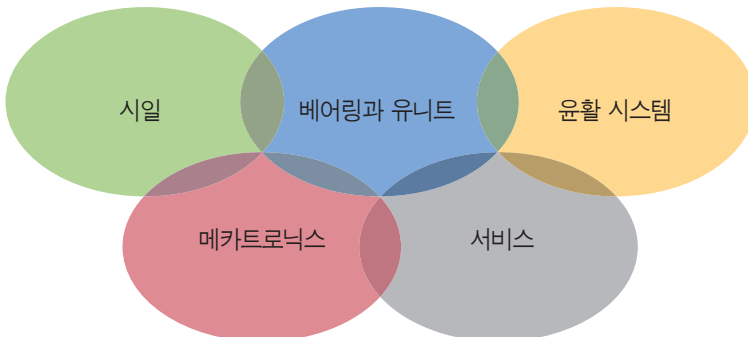 시일
베어링과 유니트
윤활 시스템
메카트로닉스
서비스